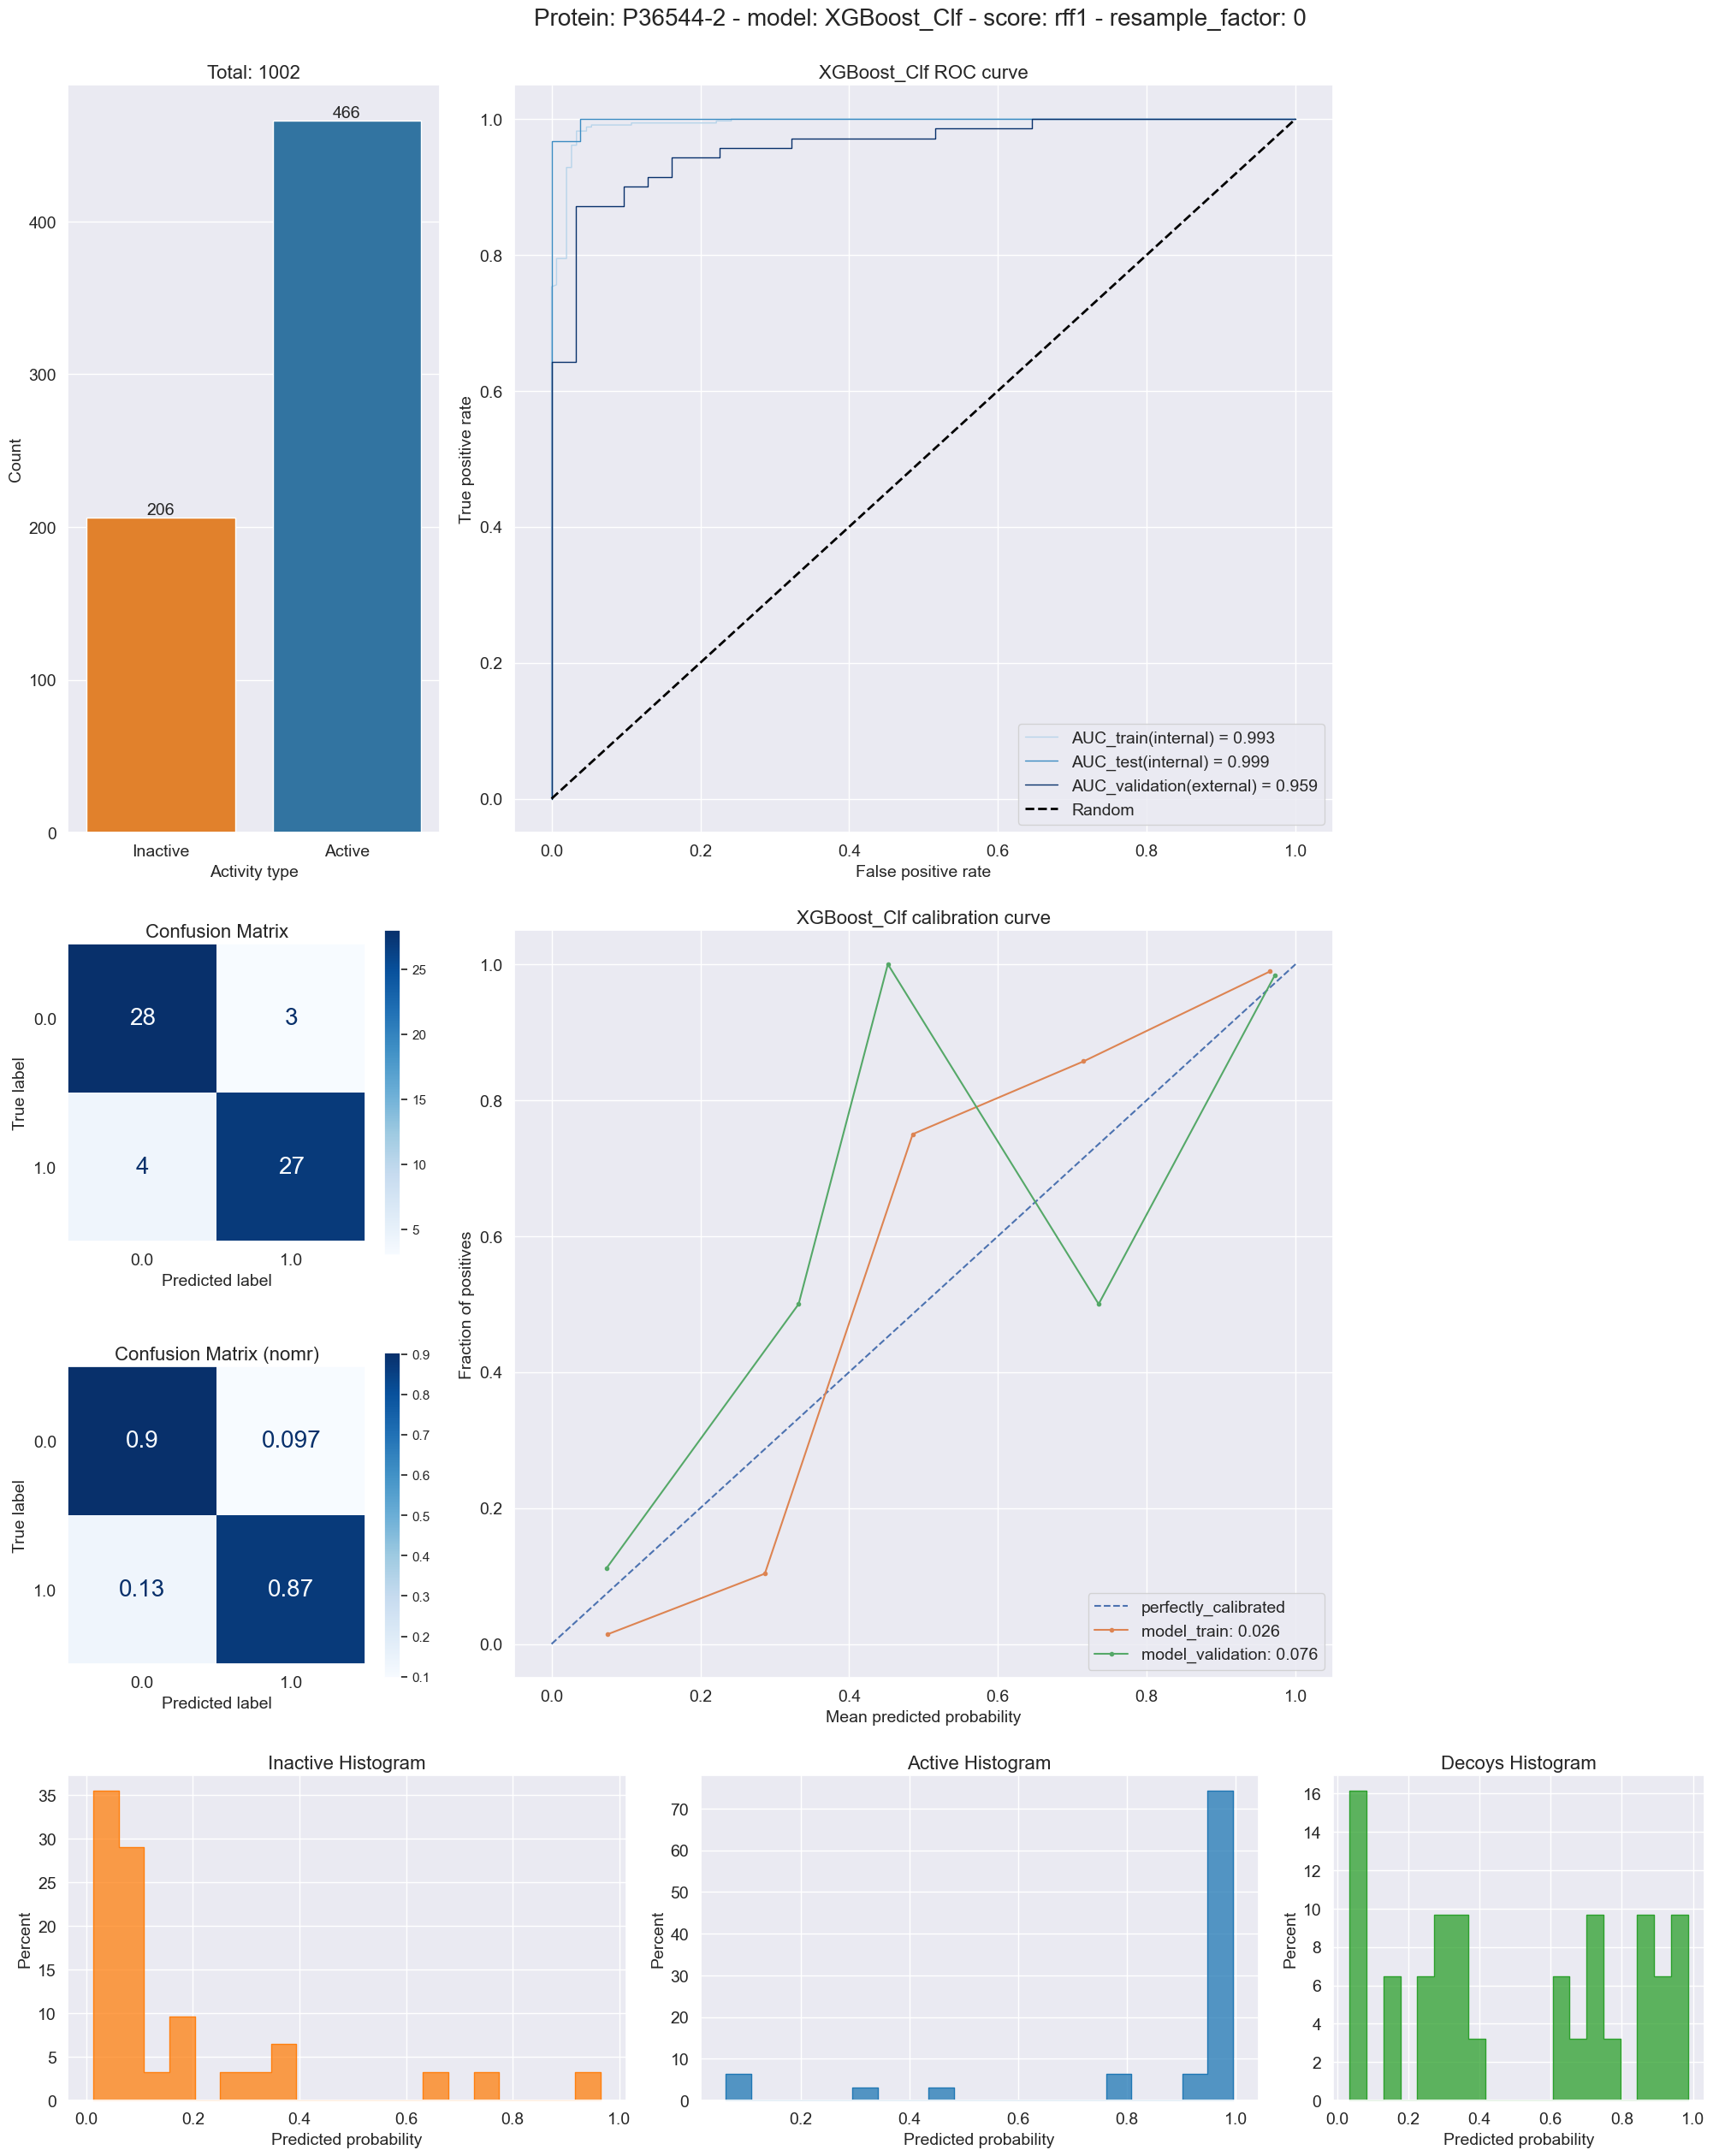 Protein: P36544-2 - model: XGBoost_Clf - score: rff1 - resample_factor: 0
Total: 1002
466
206
400
300
200
100
0
Count
Inactive
Active
Activity type
XGBoost_Clf ROC curve
1.0
0.8
0.6
0.4
0.2
0.0
True positive rate
AUC_train(internal) = 0.993
AUC_test(internal) = 0.999
AUC_validation(external) = 0.959
Random
0.0 0.2 0.4 0.6 0.8 1.0
False positive rate
Confusion Matrix
28 3
4 27
0.0
1.0
True label
0.0 1.0
Predicted label
25
20
15
10
5
Confusion Matrix (nomr)
0.9 0.097
0.13 0.87
0.0
1.0
True label
0.0 1.0
Predicted label
0.9
0.8
0.7
0.6
0.5
0.4
0.3
0.2
0.1
XGBoost_Clf calibration curve
1.0
0.8
0.6
0.4
0.2
0.0
Fraction of positives
perfectly_calibrated
model_train: 0.026
model_validation: 0.076
0.0 0.2 0.4 0.6 0.8 1.0
Mean predicted probability
Inactive Histogram
35
30
25
20
15
10
5
0
Percent
0.0 0.2 0.4 0.6 0.8 1.0
Predicted probability
Active Histogram
70
60
50
40
30
20
10
0
Percent
0.2 0.4 0.6 0.8 1.0
Predicted probability
Decoys Histogram
16
14
12
10
8
6
4
2
0
Percent
0.0 0.2 0.4 0.6 0.8 1.0
Predicted probability